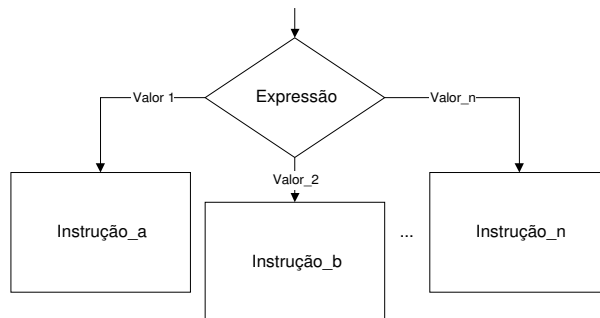 Expressão
Valor 1
Valor_n
Valor_2
Instrução_a
Instrução_b
...
Instrução_n